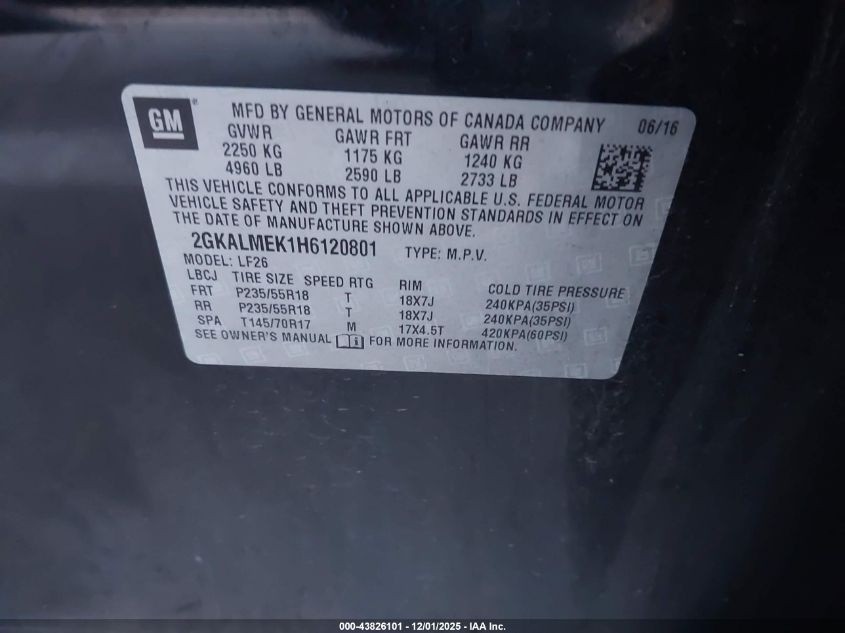 GM
MFD BY GENERAL MOTORS OF CANADA COMPANY 06/16
GVWR GAWR FRT GAWR RR
2250 KG 1175 KG 1240 KG
4960 LB 2590 LB 2733 LB
THIS VEHICLE CONFORMS TO ALL APPLICABLE U.S. FEDERAL MOTOR
VEHICLE SAFETY AND THEFT PREVENTION STANDARDS IN EFFECT ON
THE DATE OF MANUFACTURE SHOWN ABOVE.
2GKALMEK1H6120801 TYPE: M.P.V.
MODEL: LF26
LBCJ TIRE SIZE SPEED RTG RIM COLD TIRE PRESSURE
FRT P235/55R18 T 18X7J 240KPA(35PSI)
RR P235/55R18 T 18X7J 240KPA(35PSI)
SPA T145/70R17 M 17X4.5T 420KPA(60PSI)
SEE OWNER'S MANUAL FOR MORE INFORMATION.
000-43826101 - 12/01/2025 - IAA Inc.